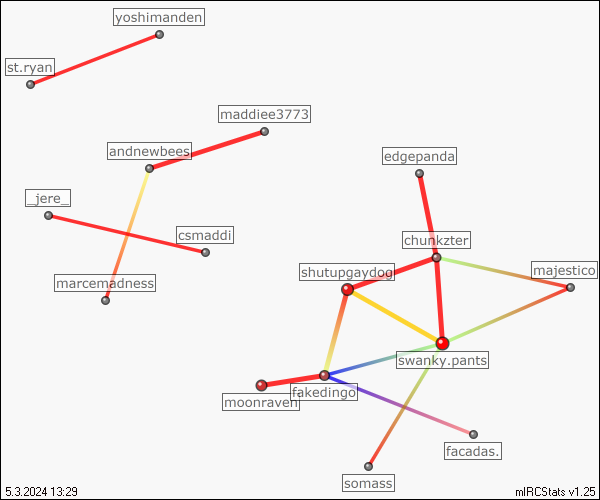 yoshimanden
st.ryan
maddiee3773
andnewbees
edgepanda
_jere_
csmaddi
chunkzter
shutupgaydog
majestico
marcemadness
swanky.pants
fakedingo
moonraven
facadas.
somass
5.3.2024 13:29
mIRCStats v1.25